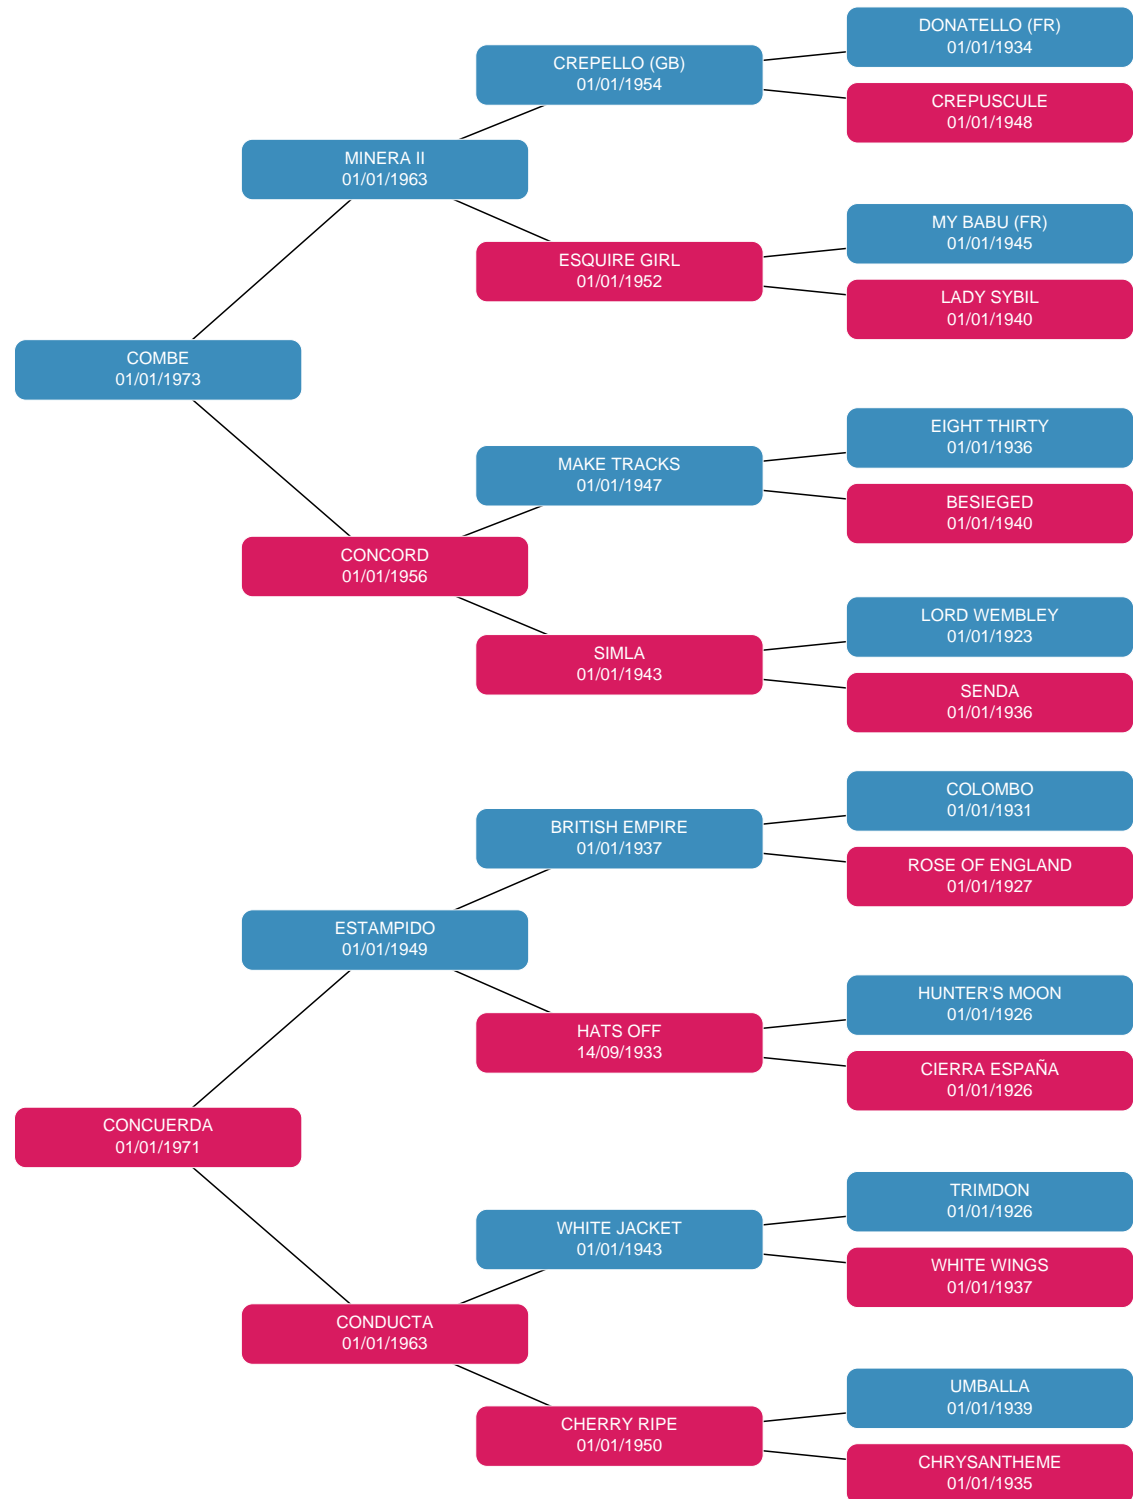 DONATELLO (FR)
01/01/1934
CREPELLO (GB)
01/01/1954
CREPUSCULE
01/01/1948
MINERA II
01/01/1963
MY BABU (FR)
01/01/1945
ESQUIRE GIRL
01/01/1952
LADY SYBIL
01/01/1940
COMBE
01/01/1973
EIGHT THIRTY
01/01/1936
MAKE TRACKS
01/01/1947
BESIEGED
01/01/1940
CONCORD
01/01/1956
LORD WEMBLEY
01/01/1923
SIMLA
01/01/1943
SENDA
01/01/1936
COLOMBO
01/01/1931
BRITISH EMPIRE
01/01/1937
ROSE OF ENGLAND
01/01/1927
ESTAMPIDO
01/01/1949
HUNTER'S MOON
01/01/1926
HATS OFF
14/09/1933
CIERRA ESPAÑA
01/01/1926
CONCUERDA
01/01/1971
TRIMDON
01/01/1926
WHITE JACKET
01/01/1943
WHITE WINGS
01/01/1937
CONDUCTA
01/01/1963
UMBALLA
01/01/1939
CHERRY RIPE
01/01/1950
CHRYSANTHEME
01/01/1935